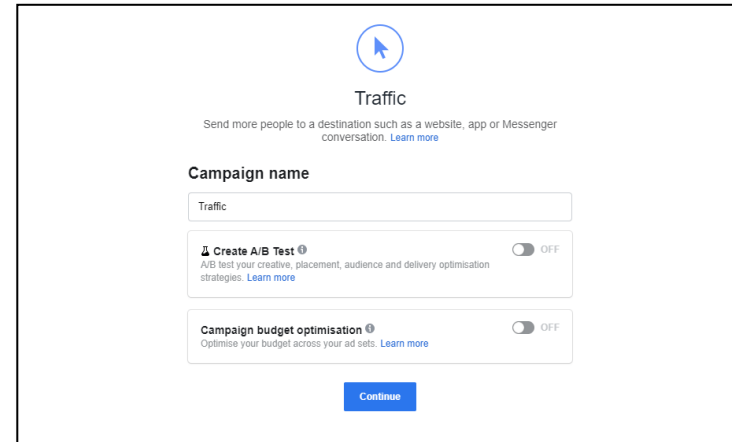 Traffic
Send more people to a destination such as a website, app or Messenger
conversation. Learn more
Campaign name
Traffic
Create A/B Test
OFF
A/B test your creative, placement, audience and delivery optimisation
strategies. Learn more
Campaign budget optimisation
OFF
Optimise your budget across your ad sets. Learn more
Continue